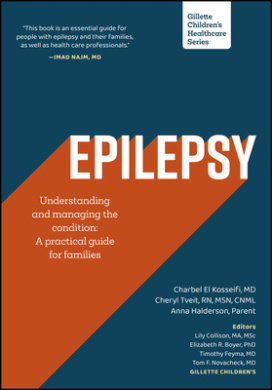 Gillette
Children's
Healthcare
Series
"This book is an essential guide for
people with epilepsy and their families,
as well as health care professionals."
—IMAD NAJM, MD
EPILEPSY
Understanding
and managing the
condition:
A practical guide
for families
Charbel El Kosseifi, MD
Cheryl Tveit, RN, MSN, CNML
Anna Halderson, Parent
Editors
Lily Collison, MA, MSc
Elizabeth R. Boyer, PhD
Timothy Feyma, MD
Tom F. Novacheck, MD
GILLETTE CHILDREN'S